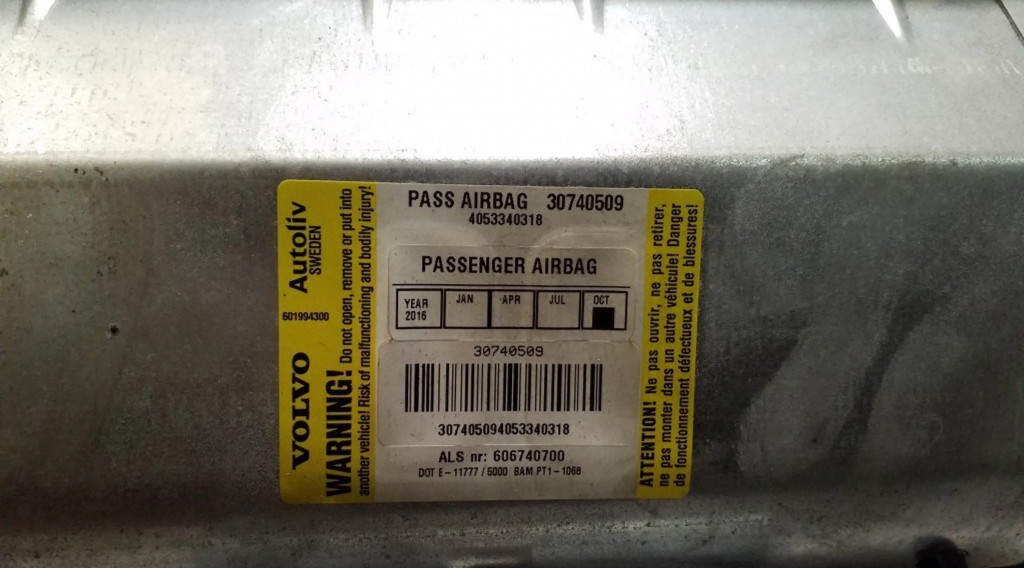 PASS AIRBAG 30740509
4053340318
PASSENGER AIRBAG
YEAR 2016 JAN APR JUL OCT
30740509
307405094053340318
ALS nr: 606740700
DOT E-11777 / 5000 BAM PT1-1068
VOLVO 601994300 Autoliv
SWEDEN
WARNING! Do not open, remove or put into
another vehicle! Risk of malfunctioning and bodily injury!
ATTENTION! Ne pas ouvrir, ne pas retirer,
ne pas monter dans un autre véhicule! Danger
de fonctionnement défectueux et de blessures!